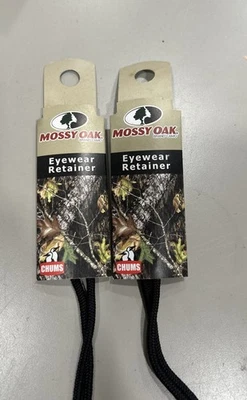 MOSSY OAK
Eyewear
Retainer
CHUMS
MOSSY OAK
Eyewear
Retainer
CHUMS